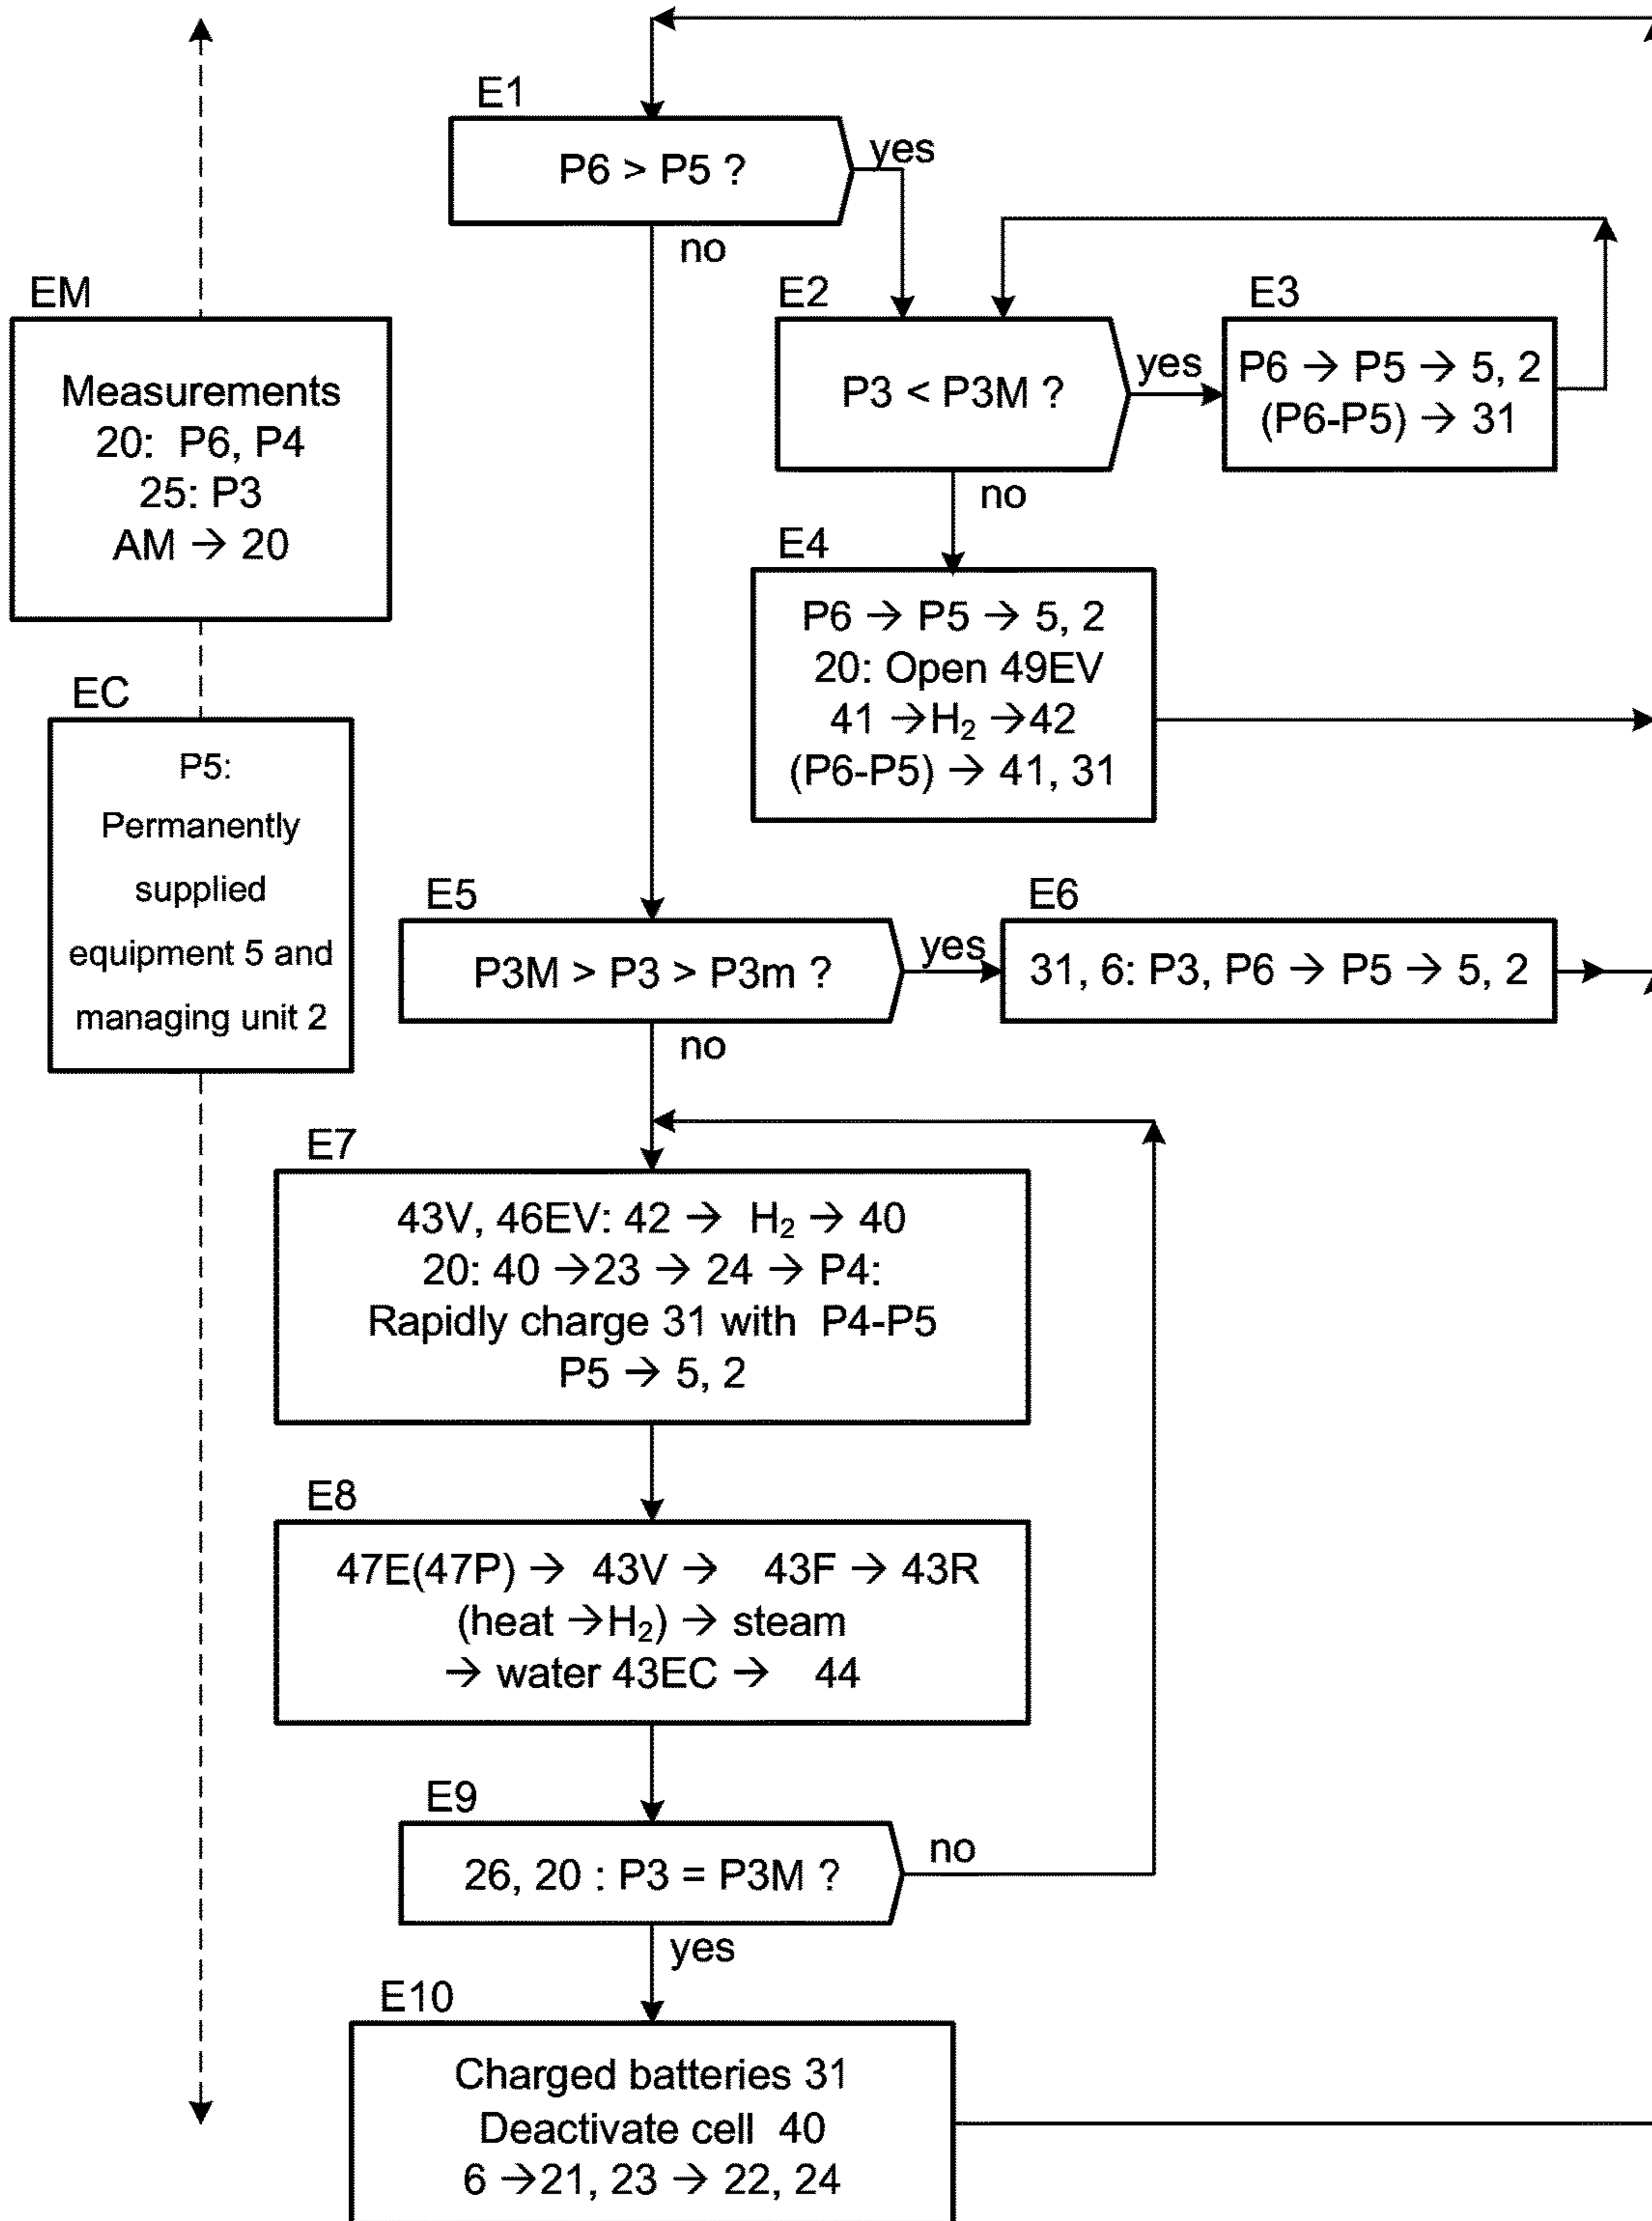 E1
P6 > P5 ?
yes
no
EM
Measurements
20: P6, P4
25: P3
AM → 20
E2
P3 < P3M ?
yes
no
E3
P6 → P5 → 5, 2
(P6-P5) → 31
E4
P6 → P5 → 5, 2
20: Open 49EV
41 →H₂ →42
(P6-P5) → 41, 31
EC
P5:
Permanently
supplied
equipment 5 and
managing unit 2
E5
P3M > P3 > P3m ?
yes
no
E6
31, 6: P3, P6 → P5 → 5, 2
E7
43V, 46EV: 42 → H₂ → 40
20: 40 →23 → 24 → P4:
Rapidly charge 31 with P4-P5
P5 → 5, 2
E8
47E(47P) → 43V → 43F → 43R
(heat →H₂) → steam
→ water 43EC → 44
E9
26, 20 : P3 = P3M ?
no
yes
E10
Charged batteries 31
Deactivate cell 40
6 →21, 23 → 22, 24